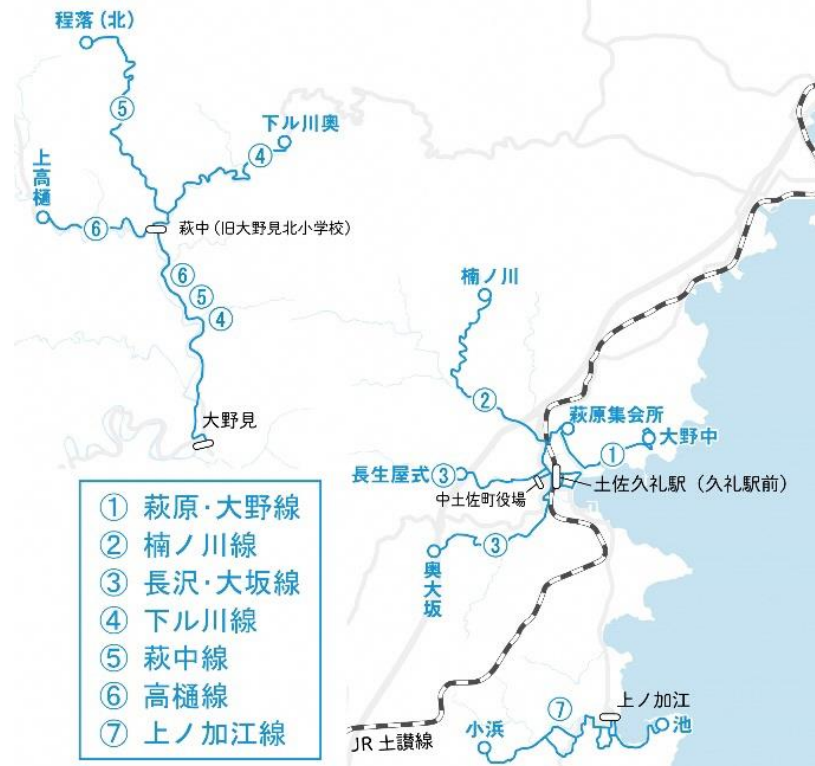 程落(北)
⑤
下ル川奥
④
上高樋
⑥
萩中(旧大野見北小学校)
⑥
⑤
④
楠ノ川
②
大野見
萩原集会所
大野中
①
長生屋式
③
中土佐町役場
土佐久礼駅(久礼駅前)
③
奥大坂
① 萩原・大野線
② 楠ノ川線
③ 長沢・大坂線
④ 下ル川線
⑤ 萩中線
⑥ 高樋線
⑦ 上ノ加江線
上ノ加江
⑦
池
小浜
JR 土讃線